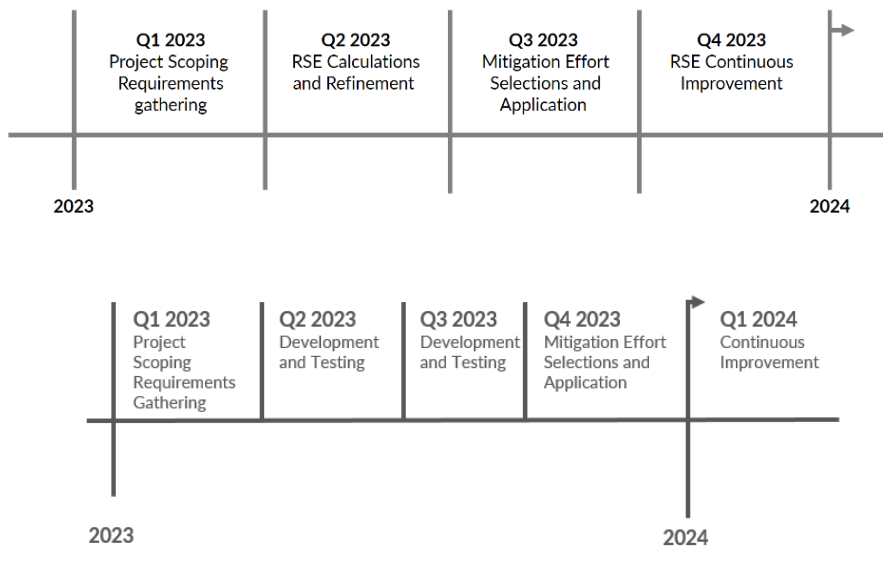 Q1 2023
Project Scoping
Requirements
gathering
Q2 2023
RSE Calculations
and Refinement
Q3 2023
Mitigation Effort
Selections and
Application
Q4 2023
RSE Continuous
Improvement
2023
2024
Q1 2023
Project
Scoping
Requirements
Gathering
Q2 2023
Development
and Testing
Q3 2023
Development
and Testing
Q4 2023
Mitigation Effort
Selections and
Application
Q1 2024
Continuous
Improvement
2023
2024